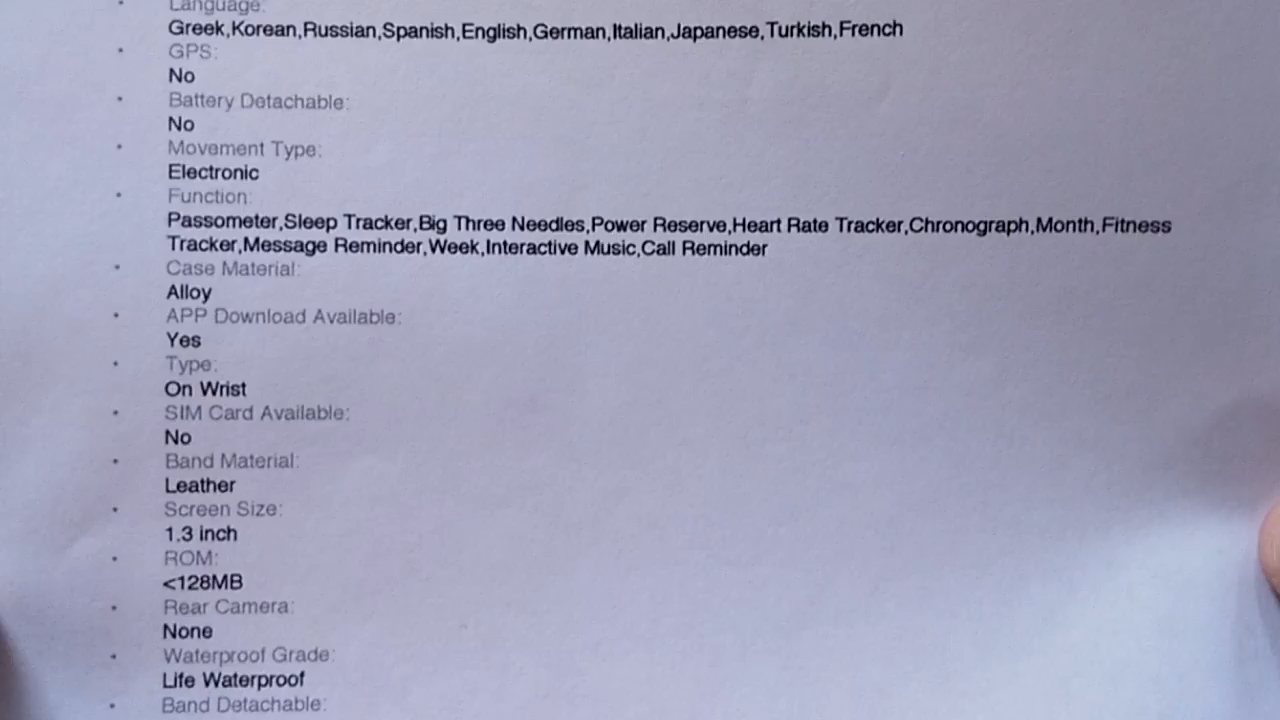 Language:
Greek,Korean,Russian,Spanish,English,German,Italian,Japanese,Turkish,French
GPS:
No
Battery Detachable:
No
Movement Type:
Electronic
Function:
Passometer,Sleep Tracker,Big Three Needles,Power Reserve,Heart Rate Tracker,Chronograph,Month,Fitness
Tracker,Message Reminder,Week,Interactive Music,Call Reminder
Case Material:
Alloy
APP Download Available:
Yes
Type:
On Wrist
SIM Card Available:
No
Band Material:
Leather
Screen Size:
1.3 inch
ROM:
<128MB
Rear Camera:
None
Waterproof Grade:
Life Waterproof
Band Detachable: